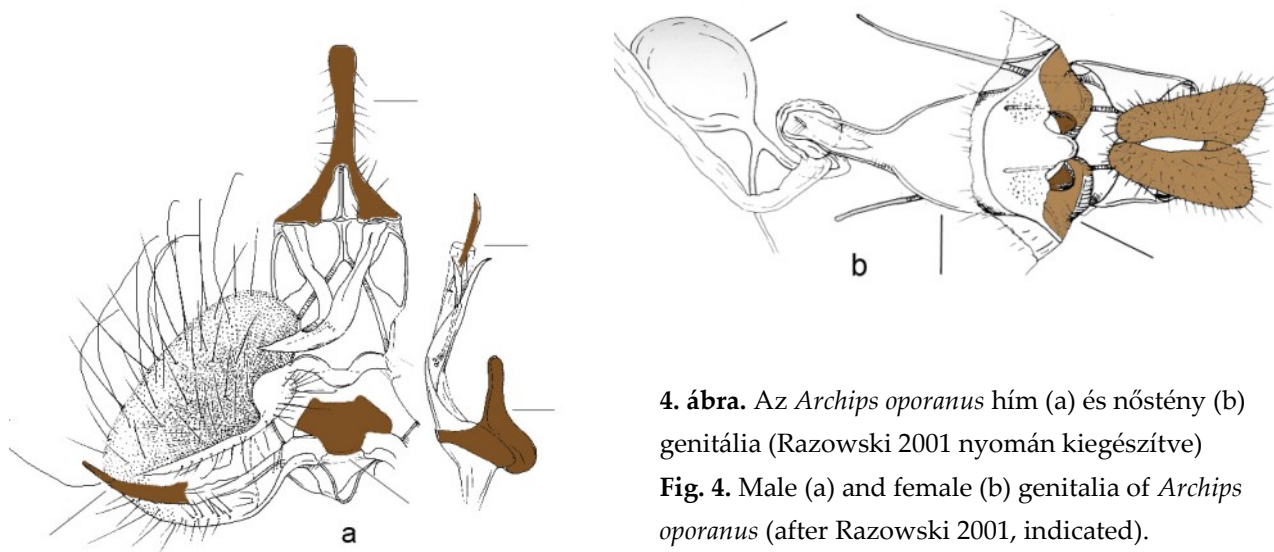 a
b
4. ábra. Az Archips oporanus hím (a) és nőstény (b)
genitália (Razowski 2001 nyomán kiegészítve)
Fig. 4. Male (a) and female (b) genitalia of Archips
oporanus (after Razowski 2001, indicated).